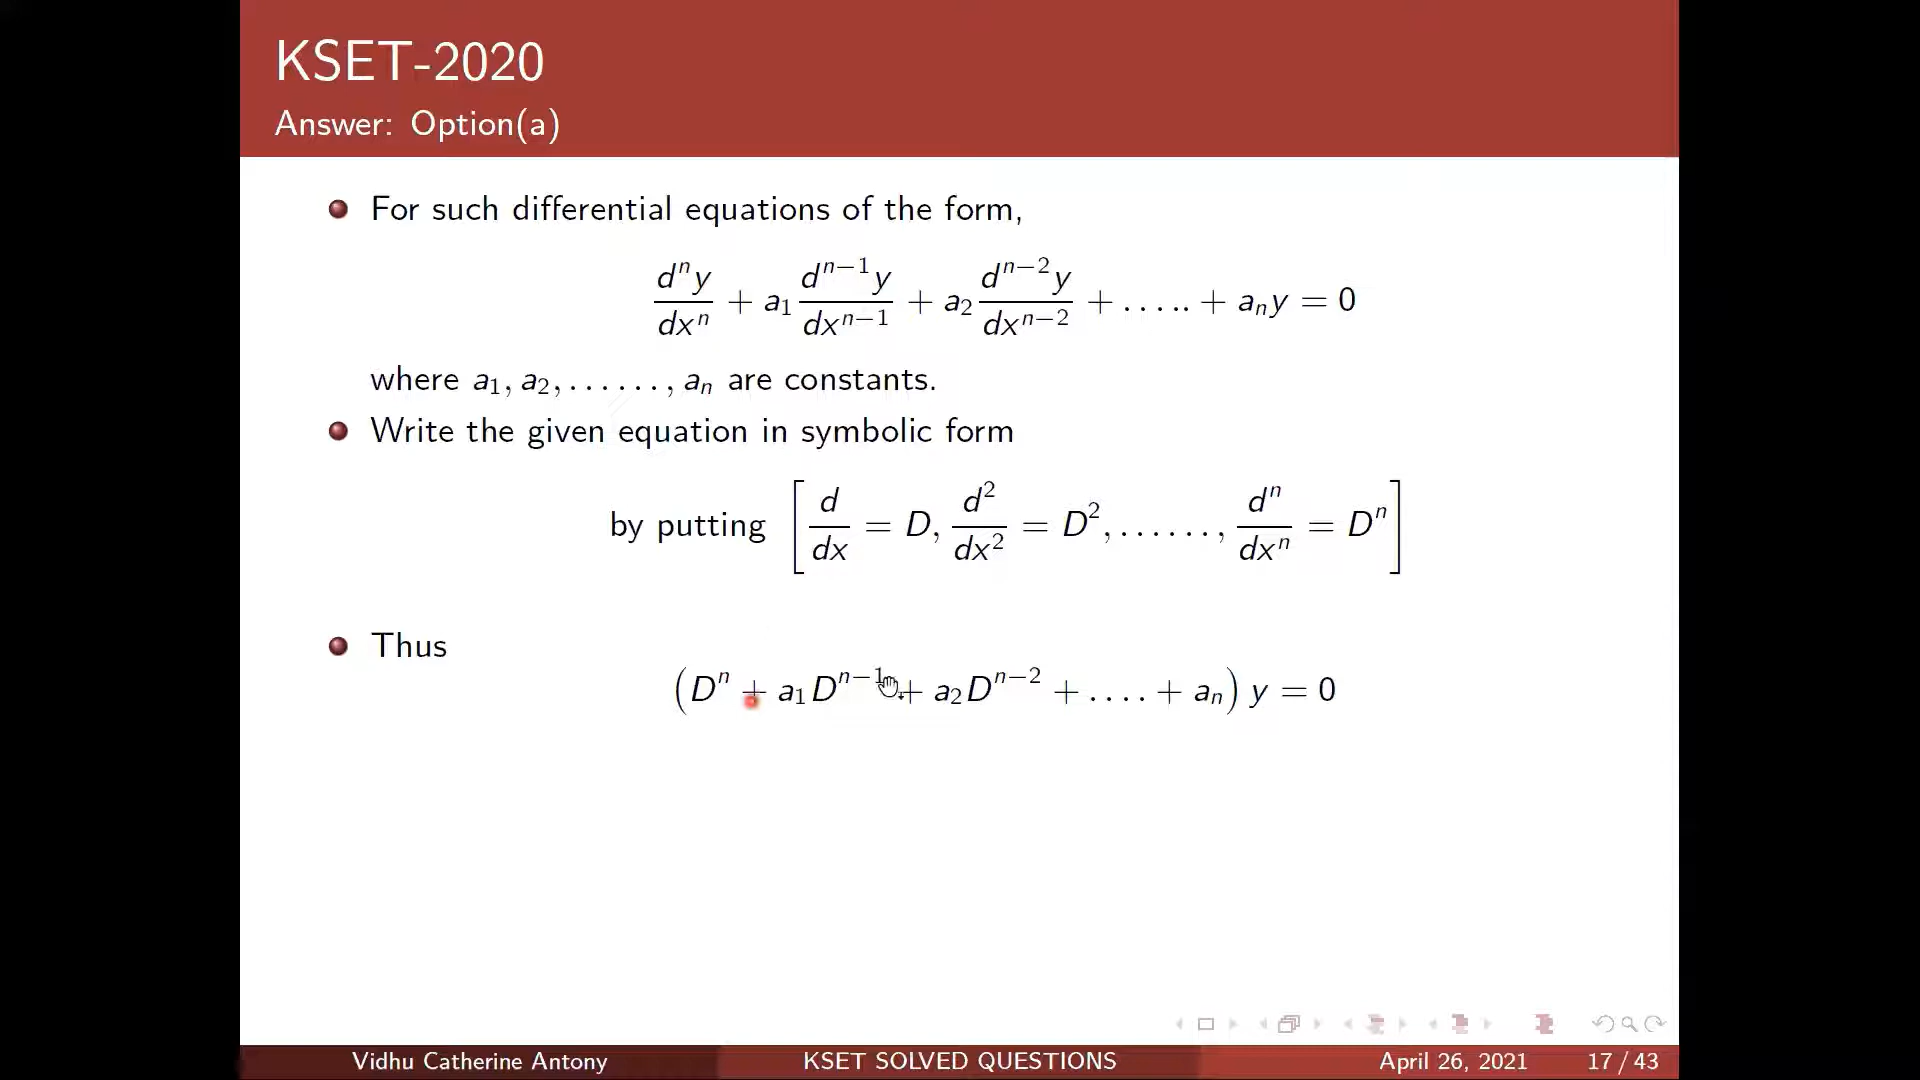 KSET-2020
Answer: Option(a)
For such differential equations of the form,
dⁿy/dxⁿ + a₁ dⁿ⁻¹y/dxⁿ⁻¹ + a₂ dⁿ⁻²y/dxⁿ⁻² + ..... + aₙy = 0
where a₁, a₂, ......, aₙ are constants.
Write the given equation in symbolic form
by putting [d/dx = D, d²/dx² = D², ......, dⁿ/dxⁿ = Dⁿ]
Thus
(Dⁿ + a₁Dⁿ⁻¹ + a₂Dⁿ⁻² + .... + aₙ) y = 0
Vidhu Catherine Antony KSET SOLVED QUESTIONS April 26, 2021 17 / 43